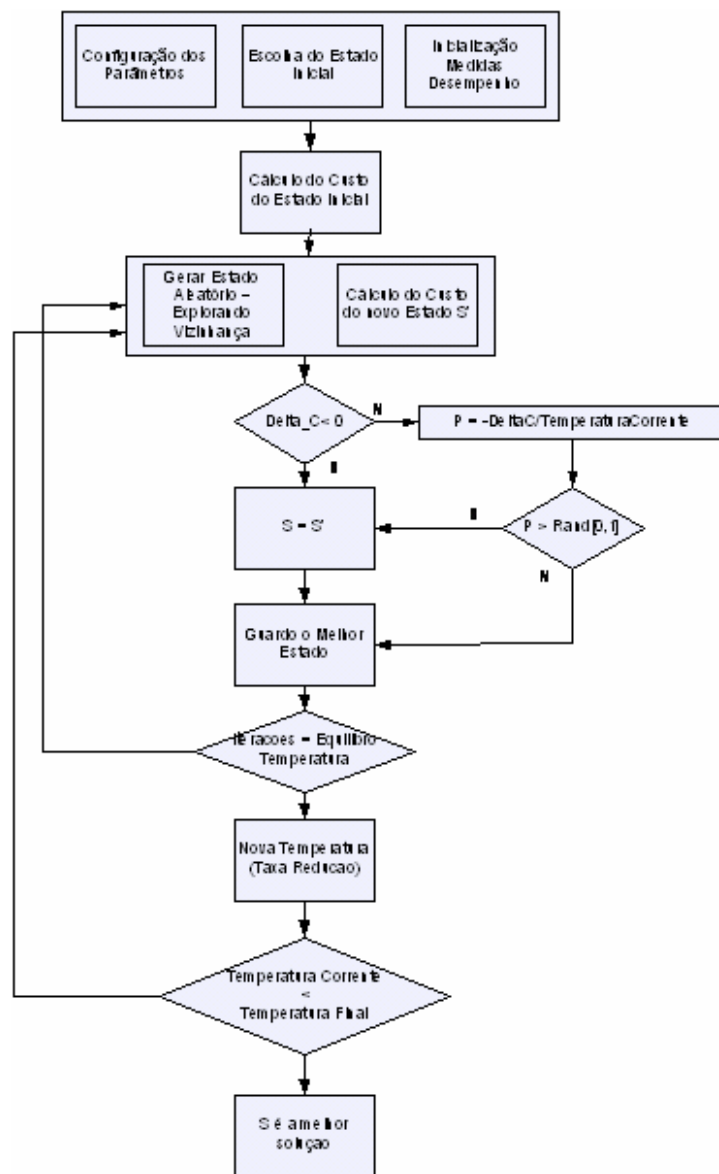 Configuração dos
Parâmetros
Escolha do Estado
Inicial
Inicialização
Medidas
Desempenho
Cálculo do Custo
do Estado Inicial
Gerar Estado
Aleatório –
Explorando
Vizinhança
Cálculo do Custo
do novo Estado S'
Delta_C < 0
N
P = -DeltaC/TemperaturaCorrente
S = S'
P > Rand[0,1]
N
Guardo o Melhor
Estado
Iteracoes = Equilibro
Temperatura
Nova Temperatura
(Taxa Reducao)
Temperatura Corrente
<
Temperatura Final
S é a melhor
solução